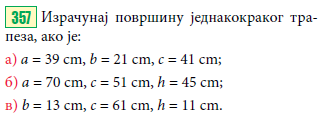 357 Израчунај површину једнакокраког тра-
пеза, ако је:
а) a = 39 cm, b = 21 cm, c = 41 cm;
б) a = 70 cm, c = 51 cm, h = 45 cm;
в) b = 13 cm, c = 61 cm, h = 11 cm.